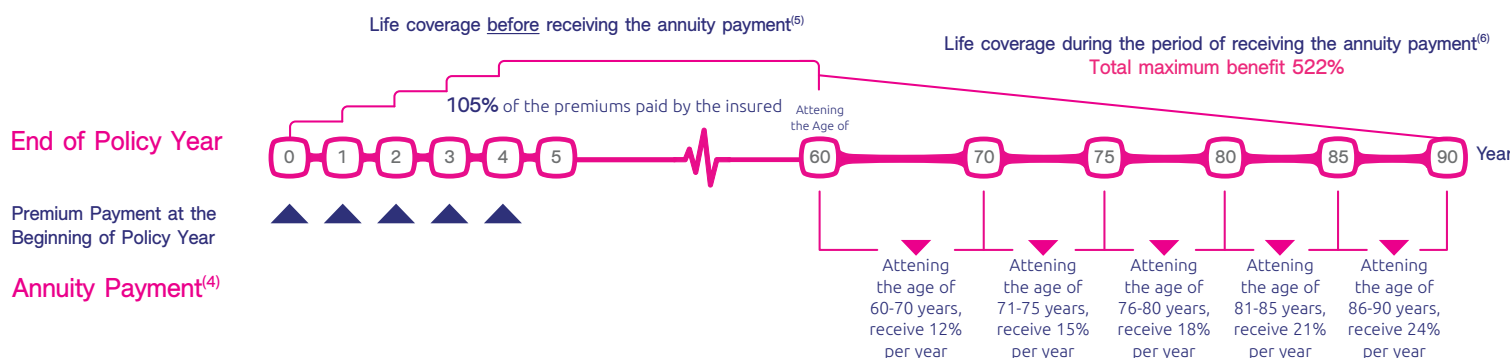 Life coverage before receiving the annuity payment(5)
Life coverage during the period of receiving the annuity payment(6)
Total maximum benefit 522%
105% of the premiums paid by the insured
Attening
the Age of
End of Policy Year
0 1 2 3 4 5 60 70 75 80 85 90 Year
Premium Payment at the
Beginning of Policy Year
Annuity Payment(4)
Attening
the age of
60-70 years,
receive 12%
per year
Attening
the age of
71-75 years,
receive 15%
per year
Attening
the age of
76-80 years,
receive 18%
per year
Attening
the age of
81-85 years,
receive 21%
per year
Attening
the age of
86-90 years,
receive 24%
per year